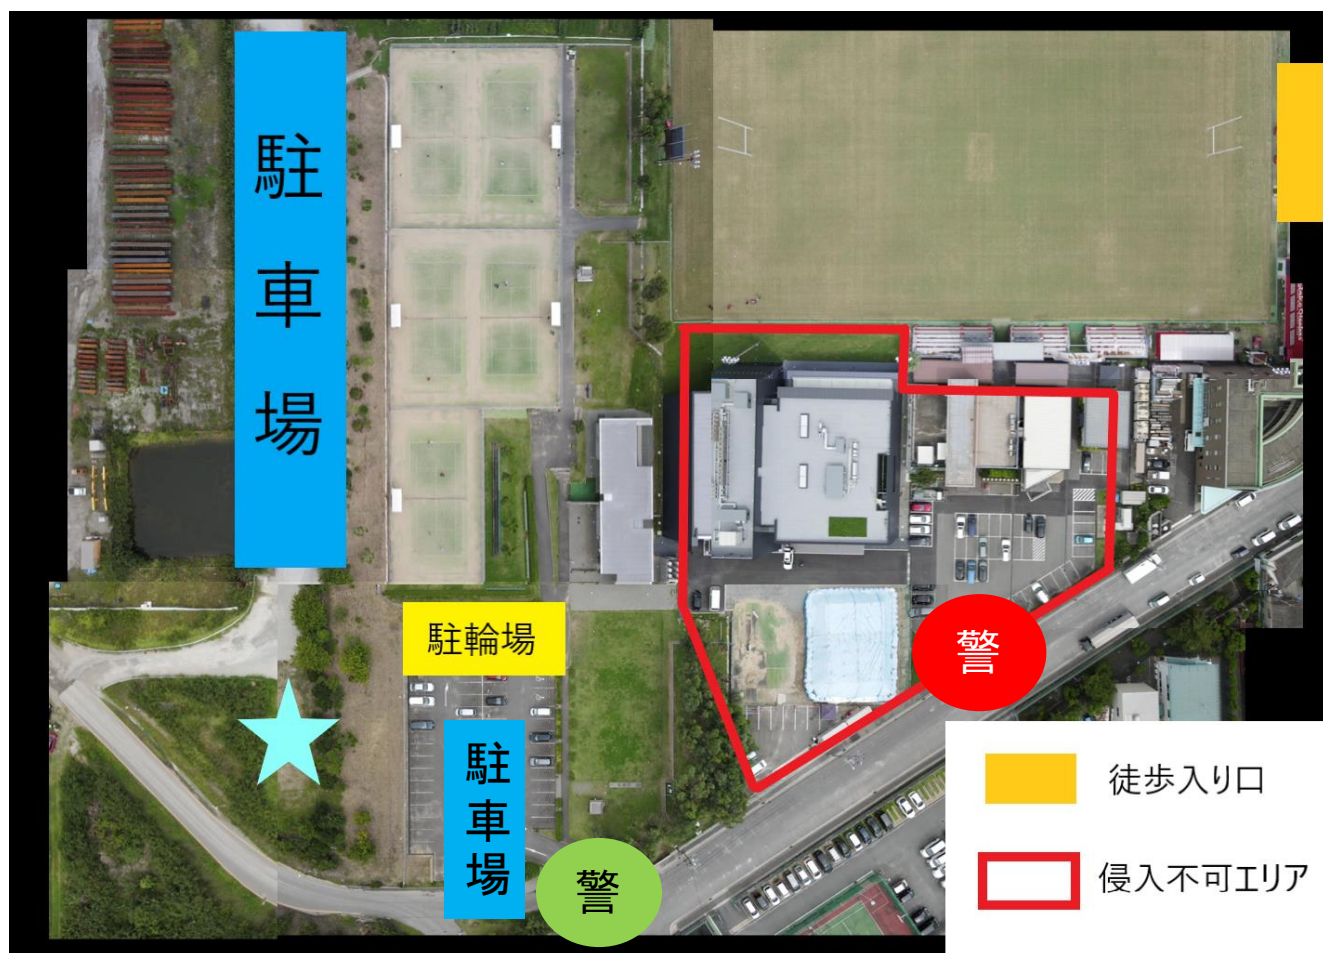 駐車場
駐輪場
駐車場
警
警
徒歩入り口
侵入不可エリア